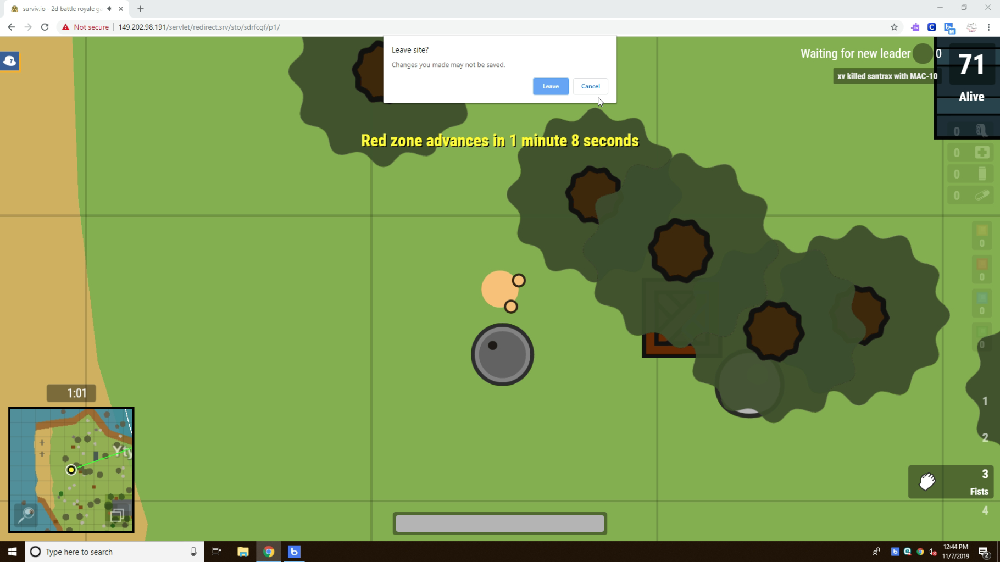 surviv.io - 2d battle royale ga
Not secure
149.202.98.191/servlet/redirect.srv/sto/sdrfcgf/p1/
Leave site?
Changes you made may not be saved.
Leave
Cancel
Waiting for new leader 0
xv killed santrax with MAC-10
71
Alive
Red zone advances in 1 minute 8 seconds
0
0
0
0
0
0
0
0
1:01
Yty
1
2
3
Fists
4
Type here to search
12:44 PM
11/7/2019
2